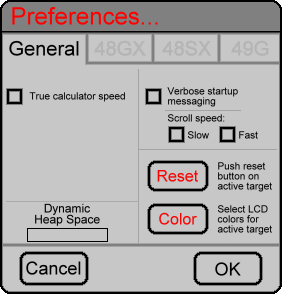 Preferences...
General 48GX 48SX 49G
True calculator speed
Verbose startup
messaging
Scroll speed:
Slow Fast
Reset
Push reset
button on
active target
Dynamic
Heap Space
Color
Select LCD
colors for
active target
Cancel OK